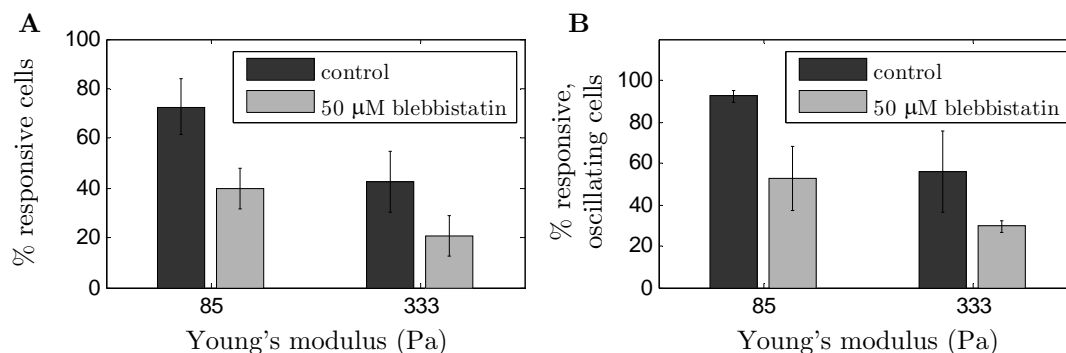 A
% responsive cells
100
80
60
40
20
0
control
50 μM blebbistatin
85
333
Young's modulus (Pa)
B
% responsive,
oscillating cells
100
80
60
40
20
0
control
50 μM blebbistatin
85
333
Young's modulus (Pa)